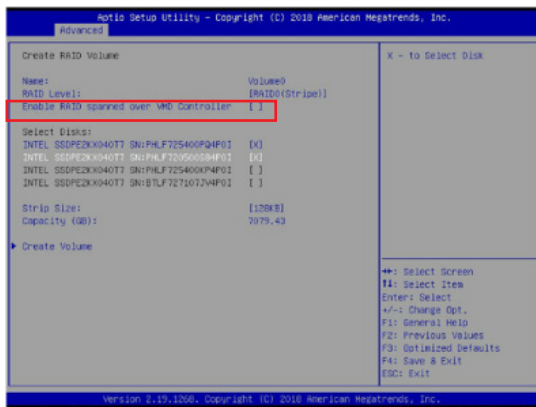 Aptio Setup Utility – Copyright (C) 2018 American Megatrends, Inc.
Advanced
Create RAID Volume
Name: Volume0
RAID Level: [RAID0(Stripe)]
Enable RAID spanned over VMD Controller [ ]
Select Disks:
INTEL SSDPE2KX040T7 SN:PHLF725400PQ4P0I [X]
INTEL SSDPE2KX040T7 SN:PHLF720500S84P0I [X]
INTEL SSDPE2KX040T7 SN:PHLF725400KP4P0I [ ]
INTEL SSDPE2KX040T7 SN:BTLF727107JV4P0I [ ]
Strip Size: [128KB]
Capacity (GB): 7079.43
Create Volume
X - to Select Disk
→←: Select Screen
↑↓: Select Item
Enter: Select
+/-: Change Opt.
F1: General Help
F2: Previous Values
F3: Optimized Defaults
F4: Save & Exit
ESC: Exit
Version 2.19.1268. Copyright (C) 2018 American Megatrends, Inc.